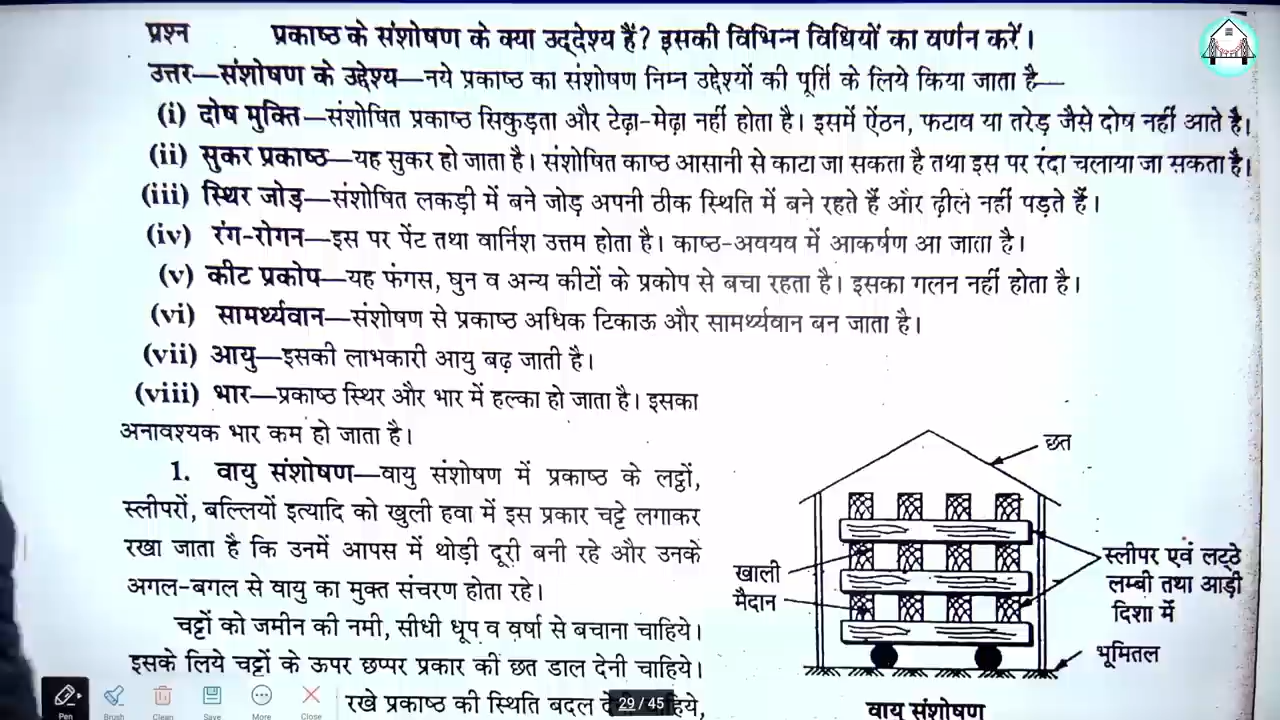 प्रश्न प्रकाष्ठ के संशोषण के क्या उद्देश्य हैं? इसकी विभिन्न विधियों का वर्णन करें।
उत्तर—संशोषण के उद्देश्य—नये प्रकाष्ठ का संशोषण निम्न उद्देश्यों की पूर्ति के लिये किया जाता है—
(i) दोष मुक्ति—संशोषित प्रकाष्ठ सिकुड़ता और टेढ़ा-मेढ़ा नहीं होता है। इसमें ऐंठन, फटाव या तरेड़ जैसे दोष नहीं आते है।
(ii) सुकर प्रकाष्ठ—यह सुकर हो जाता है। संशोषित काष्ठ आसानी से काटा जा सकता है तथा इस पर रंदा चलाया जा सकता है।
(iii) स्थिर जोड़—संशोषित लकड़ी में बने जोड़ अपनी ठीक स्थिति में बने रहते हैं और ढ़ीले नहीं पड़ते हैं।
(iv) रंग-रोगन—इस पर पेंट तथा वार्निश उत्तम होता है। काष्ठ-अवयव में आकर्षण आ जाता है।
(v) कीट प्रकोप—यह फंगस, घुन व अन्य कीटों के प्रकोप से बचा रहता है। इसका गलन नहीं होता है।
(vi) सामर्थ्यवान—संशोषण से प्रकाष्ठ अधिक टिकाऊ और सामर्थ्यवान बन जाता है।
(vii) आयु—इसकी लाभकारी आयु बढ़ जाती है।
(viii) भार—प्रकाष्ठ स्थिर और भार में हल्का हो जाता है। इसका
अनावश्यक भार कम हो जाता है।
1. वायु संशोषण—वायु संशोषण में प्रकाष्ठ के लट्ठों,
स्लीपरों, बल्लियों इत्यादि को खुली हवा में इस प्रकार चट्टे लगाकर
रखा जाता है कि उनमें आपस में थोड़ी दूरी बनी रहे और उनके
अगल-बगल से वायु का मुक्त संचरण होता रहे।
चट्टों को जमीन की नमी, सीधी धूप व वर्षा से बचाना चाहिये।
इसके लिये चट्टों के ऊपर छप्पर प्रकार की छत डाल देनी चाहिये।
रखे प्रकाष्ठ की स्थिति बदल
छत
खाली
मैदान
स्लीपर एवं लट्ठे
लम्बी तथा आड़ी
दिशा में
भूमितल
वायु संशोषण
Pen Brush Clean Save More Close
29 / 45